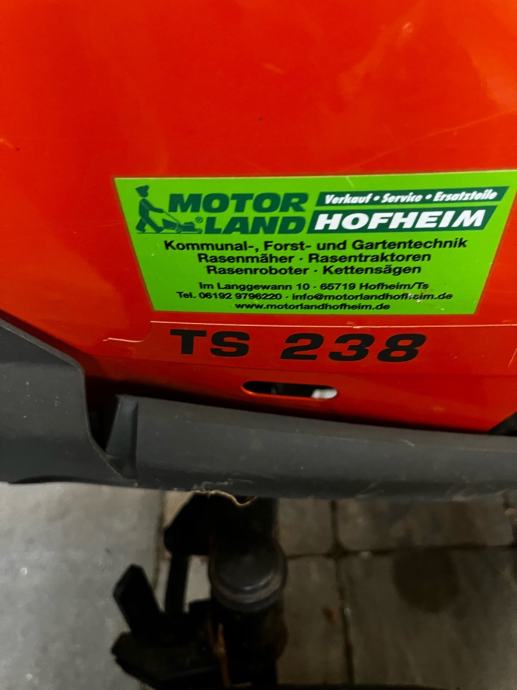 MOTOR
LAND
Verkauf • Service • Ersatzteile
HOFHEIM
Kommunal-, Forst- und Gartentechnik
Rasenmäher · Rasentraktoren
Rasenroboter · Kettensägen
Im Langgewann 10 · 65719 Hofheim/Ts
Tel. 06192 9796220 · info@motorlandhofheim.de
www.motorlandhofheim.de
TS 238